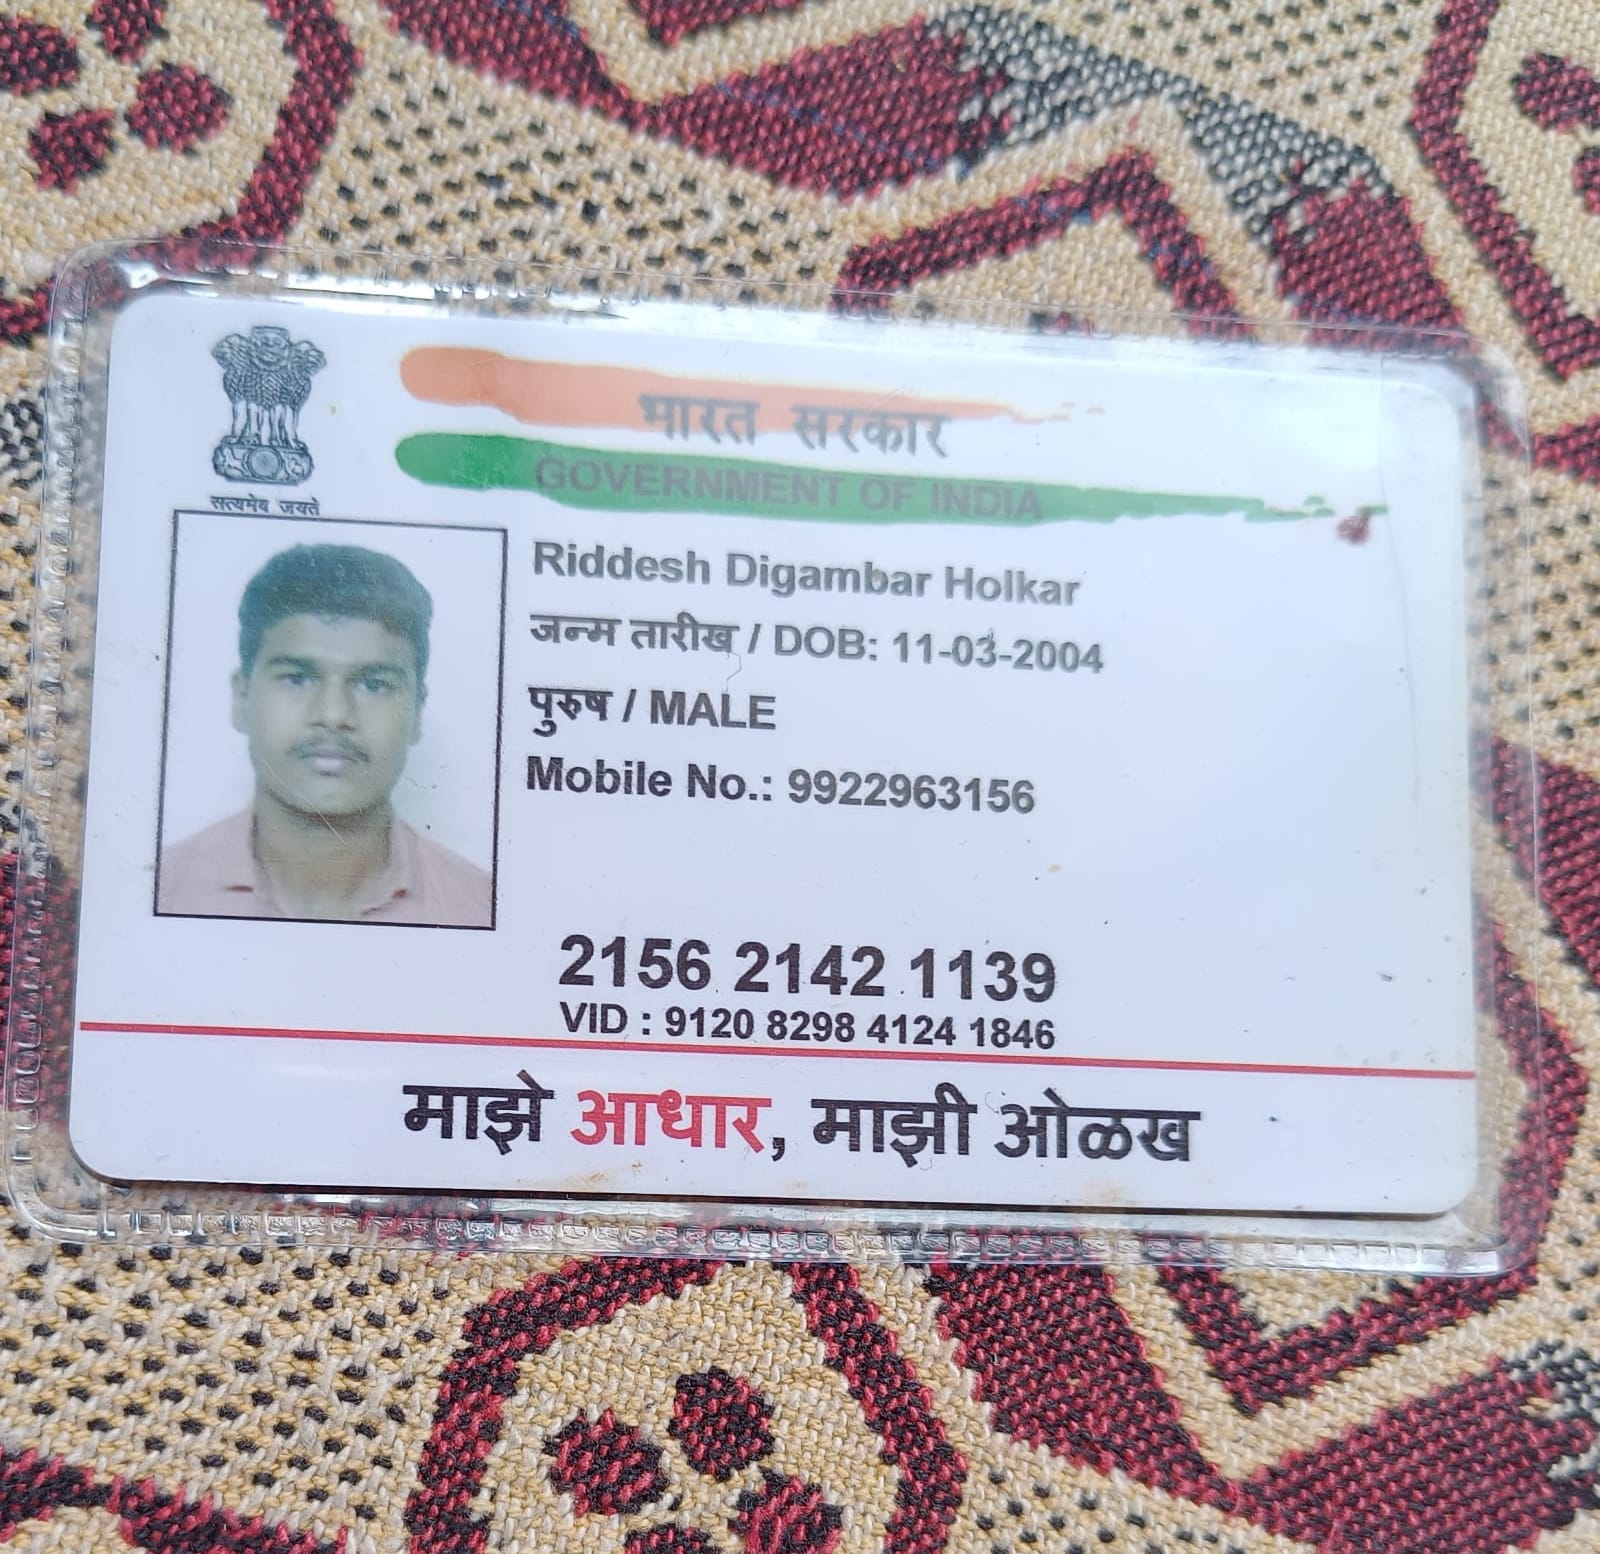 भारत सरकार
GOVERNMENT OF INDIA
सत्यमेव जयते
Riddesh Digambar Holkar
जन्म तारीख / DOB: 11-03-2004
पुरुष / MALE
Mobile No.: 9922963156
2156 2142 1139
VID : 9120 8298 4124 1846
माझे आधार, माझी ओळख